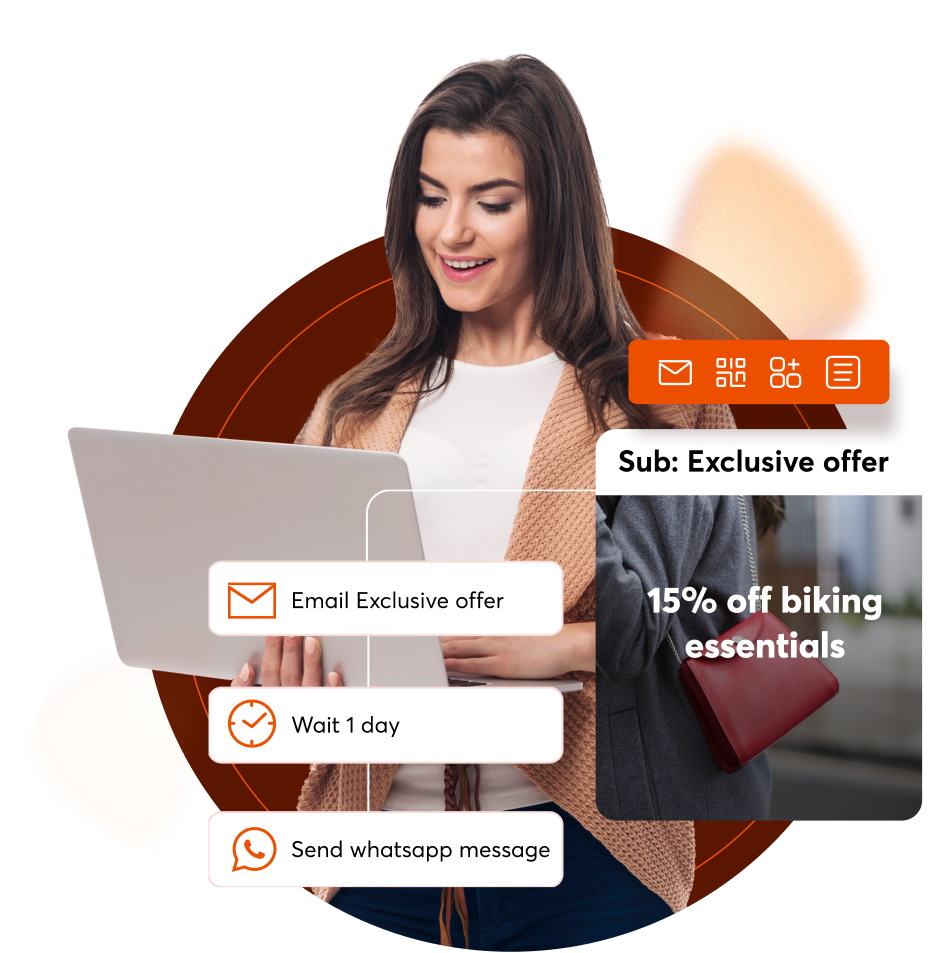 Sub: Exclusive offer
15% off biking
essentials
Email Exclusive offer
Wait 1 day
Send whatsapp message